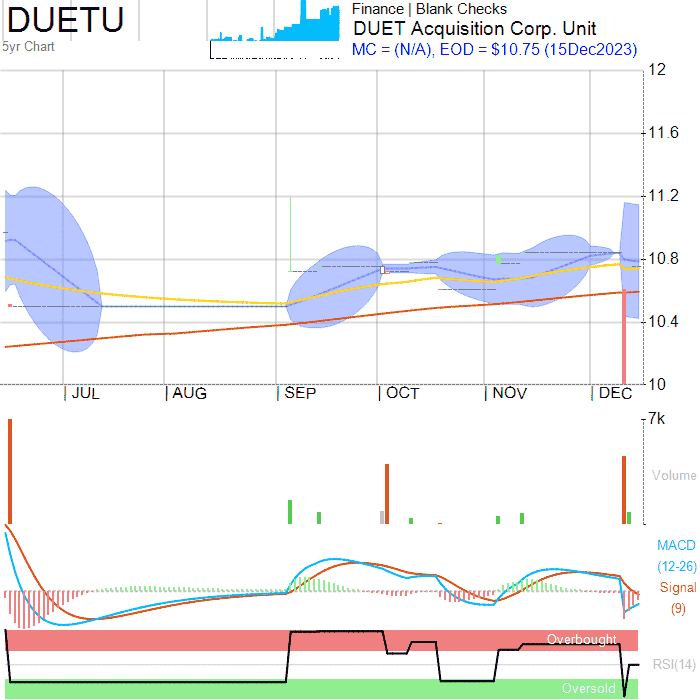 DUETU
5yr Chart
Finance | Blank Checks
DUET Acquisition Corp. Unit
MC = (N/A), EOD = $10.75 (15Dec2023)
12
11.6
11.2
10.8
10.4
10
JUL
AUG
SEP
OCT
NOV
DEC
7k
Volume
MACD
(12-26)
Signal
(9)
Overbought
RSI(14)
Oversold